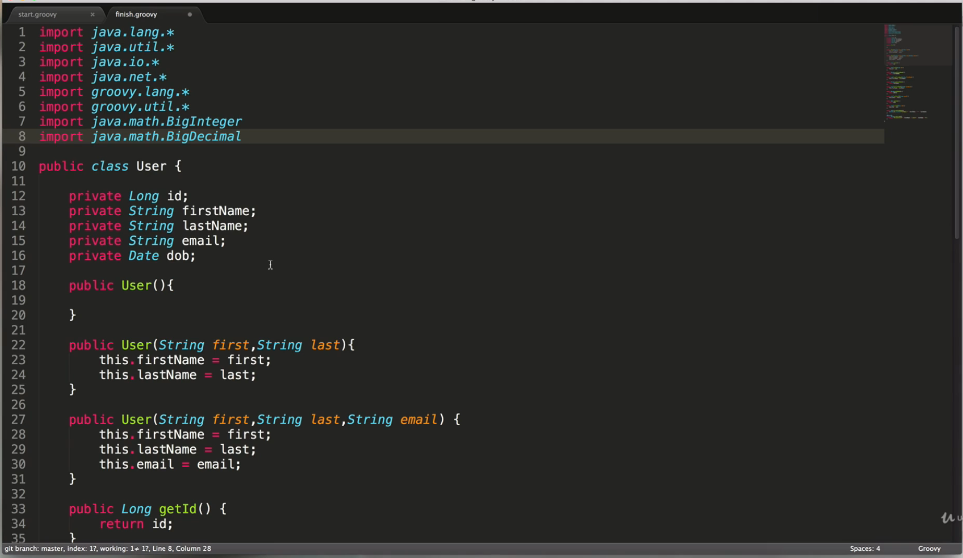 start.groovy
finish.groovy
1 import java.lang.*
2 import java.util.*
3 import java.io.*
4 import java.net.*
5 import groovy.lang.*
6 import groovy.util.*
7 import java.math.BigInteger
8 import java.math.BigDecimal
9
10 public class User {
11
12 private Long id;
13 private String firstName;
14 private String lastName;
15 private String email;
16 private Date dob;
17
18 public User(){
19
20 }
21
22 public User(String first,String last){
23 this.firstName = first;
24 this.lastName = last;
25 }
26
27 public User(String first,String last,String email) {
28 this.firstName = first;
29 this.lastName = last;
30 this.email = email;
31 }
32
33 public Long getId() {
34 return id;
35 }
git branch: master, index: 17, working: 1≠ 17, Line 8, Column 28
Spaces: 4
Groovy